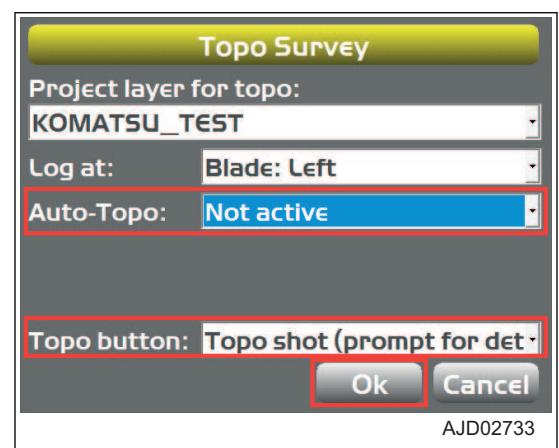 Topo Survey
Project layer for topo:
KOMATSU_TEST
Log at: Blade: Left
Auto-Topo: Not active
Topo button: Topo shot (prompt for det
Ok Cancel
AJD02733